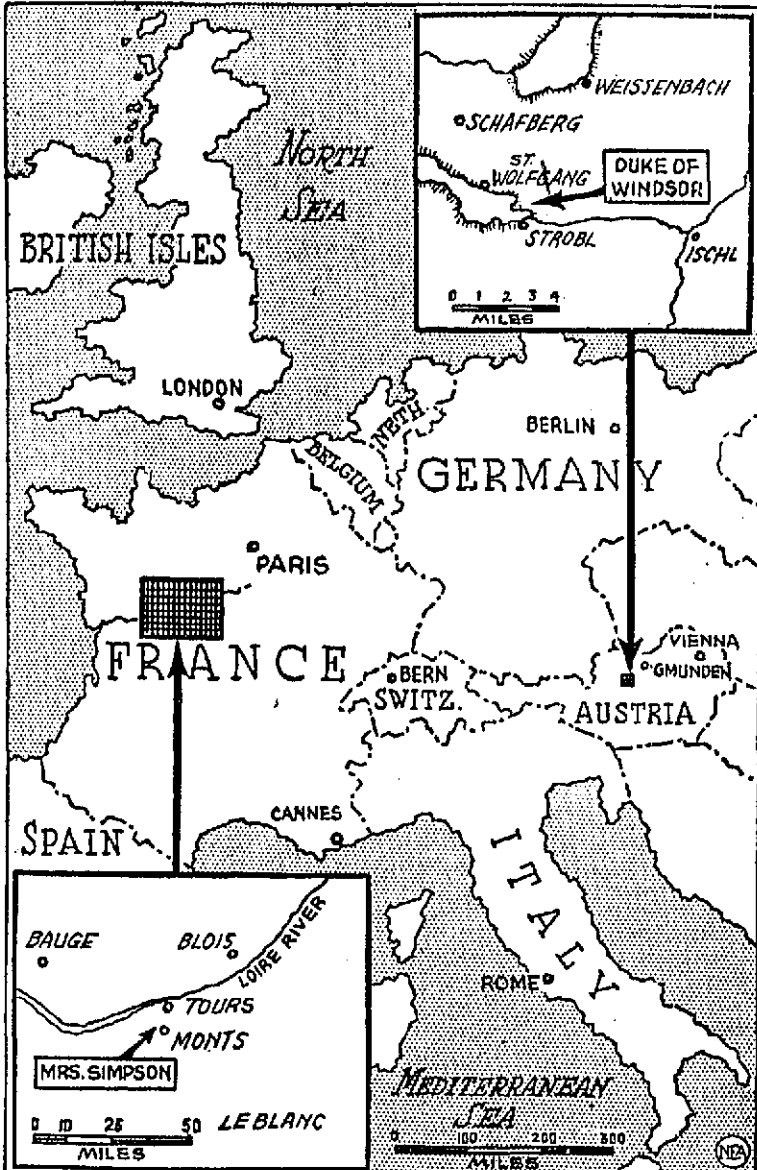 NORTH
SEA
BRITISH ISLES
LONDON
WEISSENBACH
SCHAFBERG
ST.
WOLFGANG
DUKE OF
WINDSOR
STROBL
ISCHL
0 1 2 3 4
MILES
NETH
BELGIUM
BERLIN
GERMANY
PARIS
FRANCE
BERN
SWITZ.
VIENNA
GMUNDEN
AUSTRIA
CANNES
SPAIN
ITALY
ROME
BAUGE
BLOIS
LOIRE RIVER
TOURS
MONTS
MRS. SIMPSON
0 10 25 50
MILES
LE BLANC
MEDITERRANEAN
SEA
0 100 200 300
MILES
NEA